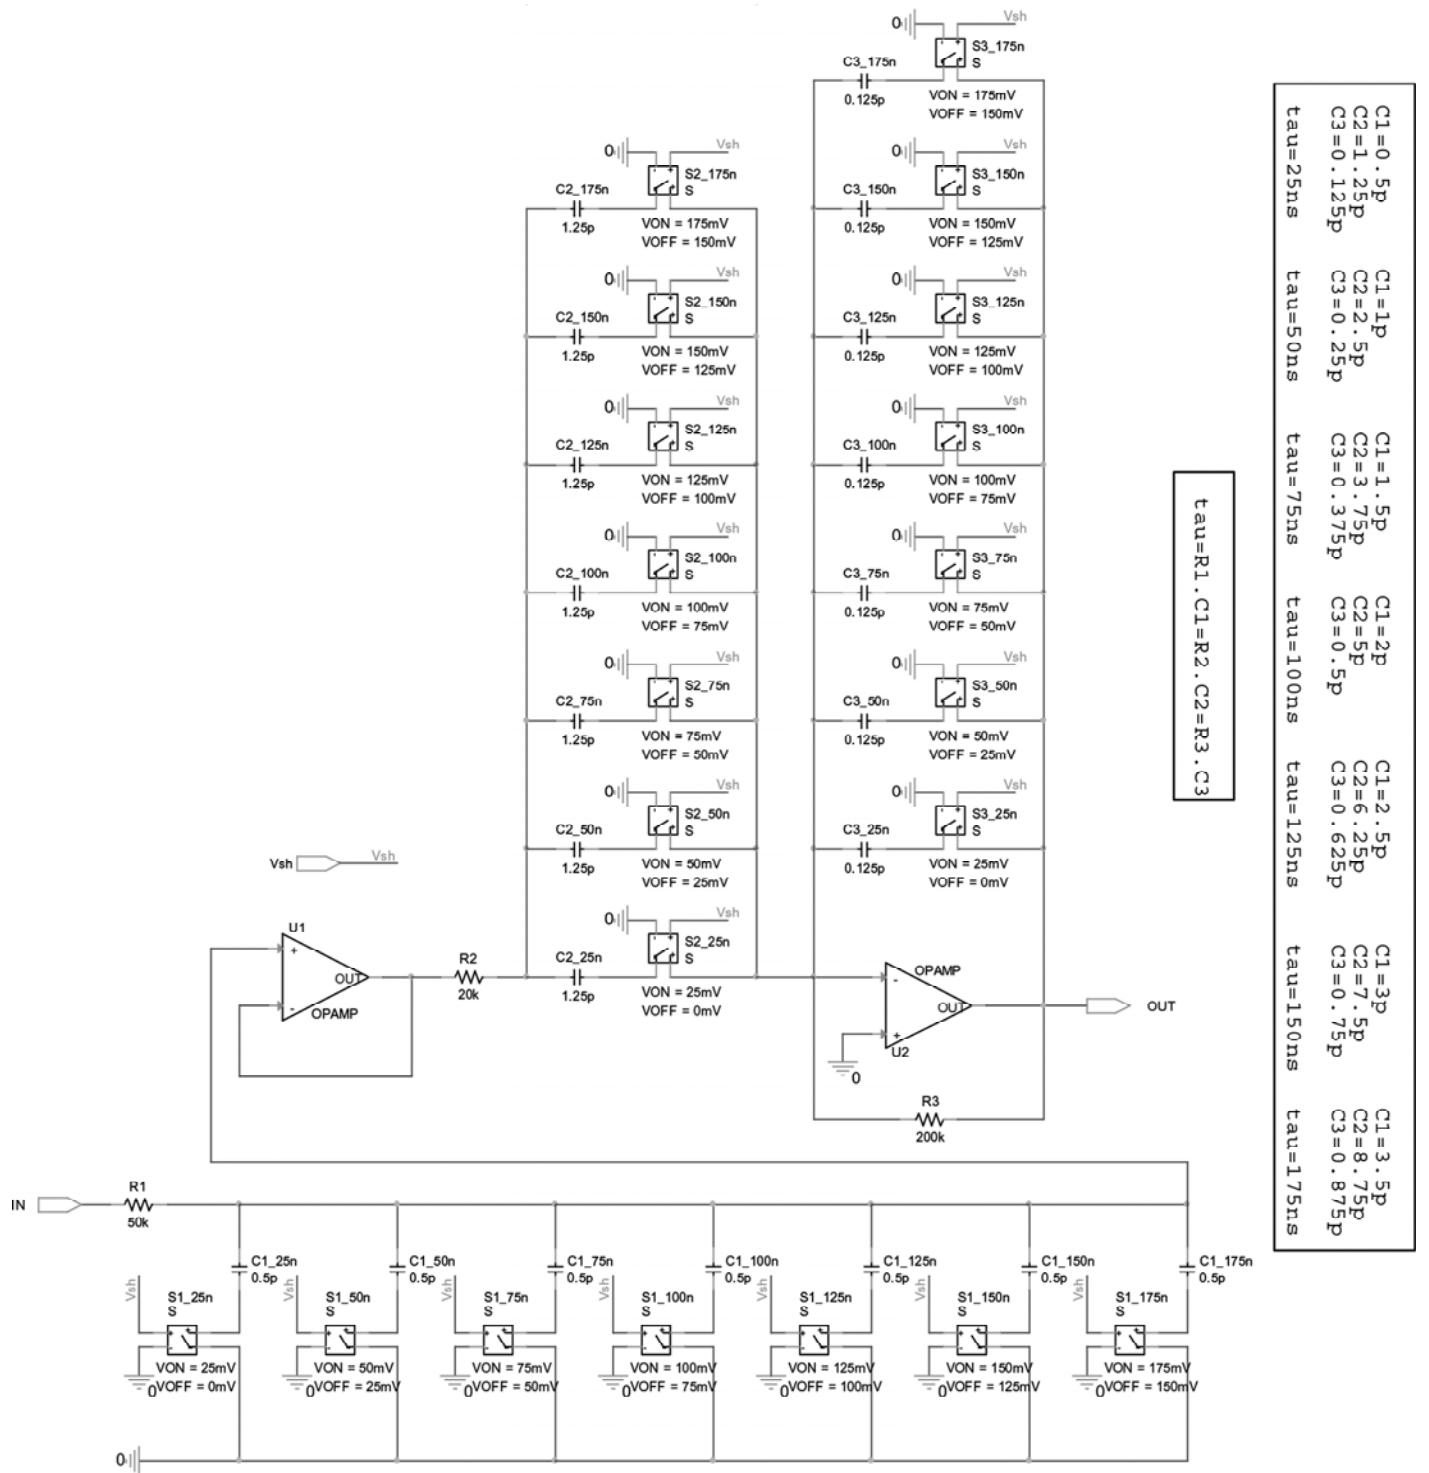 0 Vsh
S3_175n
S
C3_175n
0.125p
VON = 175mV
VOFF = 150mV
0 Vsh
S2_175n
S
C2_175n
1.25p
VON = 175mV
VOFF = 150mV
0 Vsh
S3_150n
S
C3_150n
0.125p
VON = 150mV
VOFF = 125mV
0 Vsh
S2_150n
S
C2_150n
1.25p
VON = 150mV
VOFF = 125mV
0 Vsh
S3_125n
S
C3_125n
0.125p
VON = 125mV
VOFF = 100mV
0 Vsh
S2_125n
S
C2_125n
1.25p
VON = 125mV
VOFF = 100mV
0 Vsh
S3_100n
S
C3_100n
0.125p
VON = 100mV
VOFF = 75mV
0 Vsh
S2_100n
S
C2_100n
1.25p
VON = 100mV
VOFF = 75mV
0 Vsh
S3_75n
S
C3_75n
0.125p
VON = 75mV
VOFF = 50mV
0 Vsh
S2_75n
S
C2_75n
1.25p
VON = 75mV
VOFF = 50mV
0 Vsh
S3_50n
S
C3_50n
0.125p
VON = 50mV
VOFF = 25mV
0 Vsh
S2_50n
S
C2_50n
1.25p
VON = 50mV
VOFF = 25mV
0 Vsh
S3_25n
S
C3_25n
0.125p
VON = 25mV
VOFF = 0mV
0 Vsh
S2_25n
S
C2_25n
1.25p
VON = 25mV
VOFF = 0mV
Vsh Vsh
U1
+
-
OUT
OPAMP
R2
20k
OPAMP
-
+
OUT
U2
0
OUT
R3
200k
IN
R1
50k
C1_25n
0.5p
Vsh
S1_25n
S
VON = 25mV
0VOFF = 0mV
C1_50n
0.5p
Vsh
S1_50n
S
VON = 50mV
0VOFF = 25mV
C1_75n
0.5p
Vsh
S1_75n
S
VON = 75mV
0VOFF = 50mV
C1_100n
0.5p
Vsh
S1_100n
S
VON = 100mV
0VOFF = 75mV
C1_125n
0.5p
Vsh
S1_125n
S
VON = 125mV
0VOFF = 100mV
C1_150n
0.5p
Vsh
S1_150n
S
VON = 150mV
0VOFF = 125mV
C1_175n
0.5p
Vsh
S1_175n
S
VON = 175mV
0VOFF = 150mV
0
tau=R1.C1=R2.C2=R3.C3
C1=0.5p
C2=1.25p
C3=0.125p
tau=25ns
C1=1p
C2=2.5p
C3=0.25p
tau=50ns
C1=1.5p
C2=3.75p
C3=0.375p
tau=75ns
C1=2p
C2=5p
C3=0.5p
tau=100ns
C1=2.5p
C2=6.25p
C3=0.625p
tau=125ns
C1=3p
C2=7.5p
C3=0.75p
tau=150ns
C1=3.5p
C2=8.75p
C3=0.875p
tau=175ns